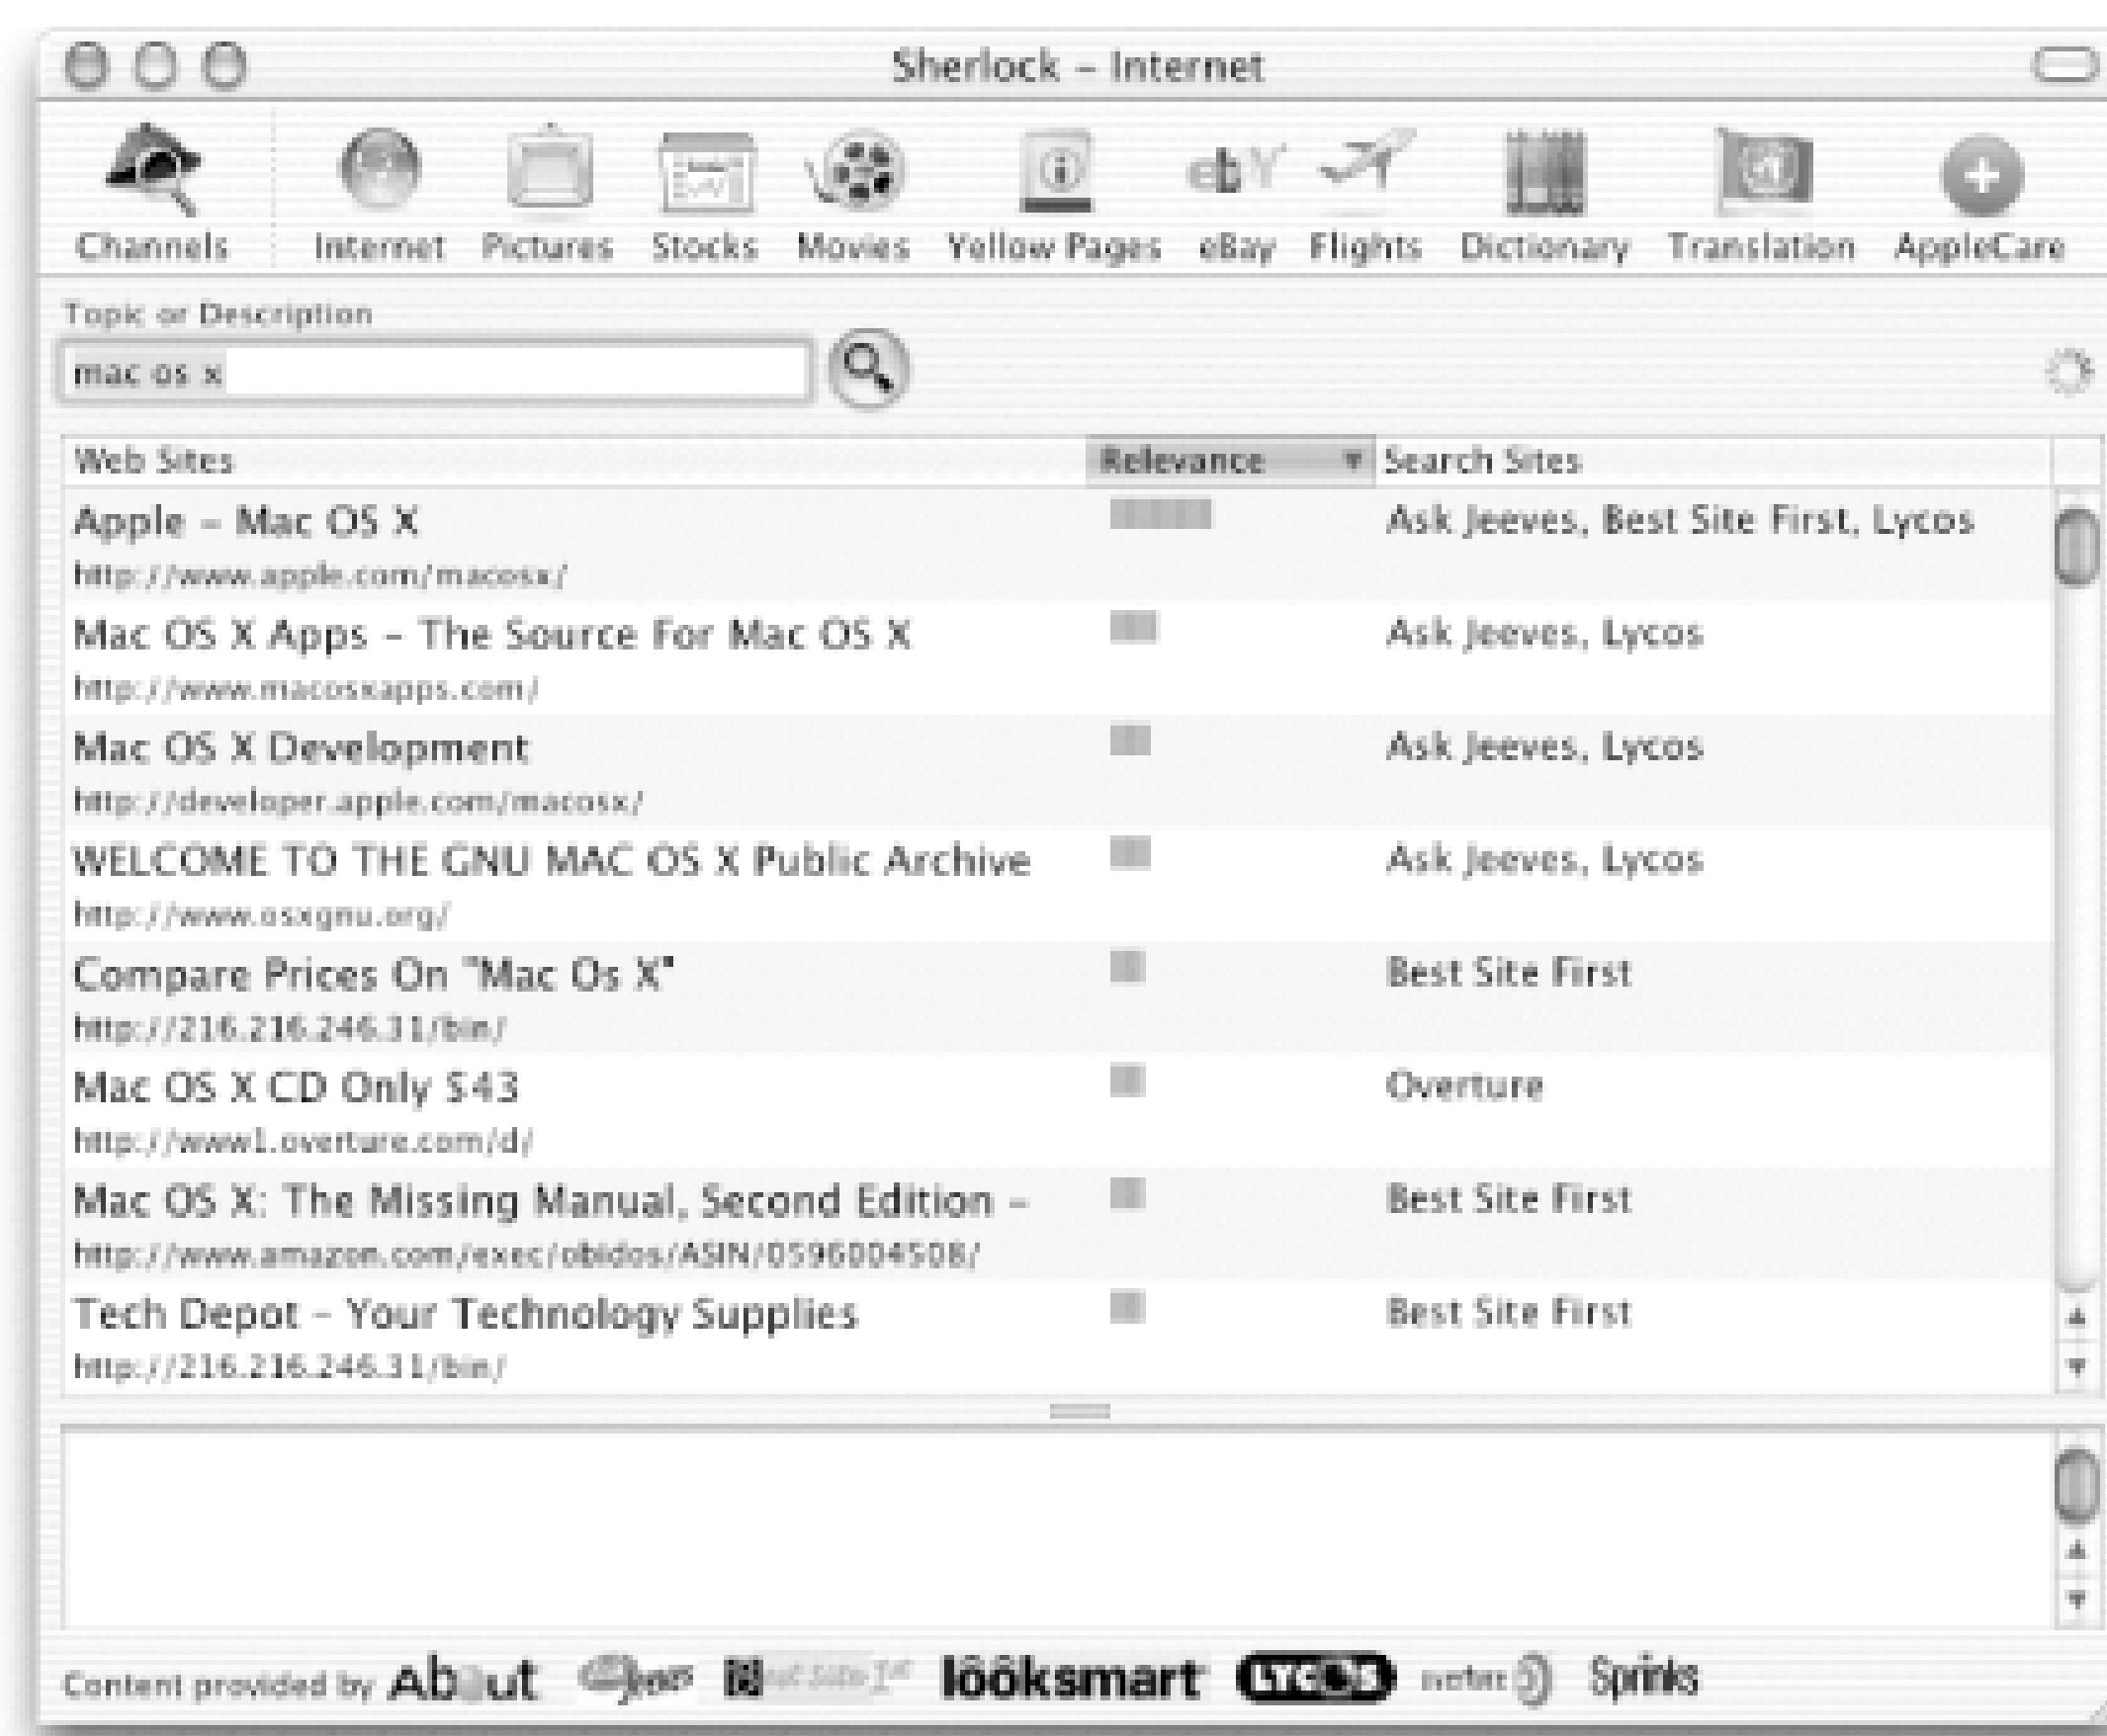 Sherlock – Internet
Channels Internet Pictures Stocks Movies Yellow Pages eBay Flights Dictionary Translation AppleCare
Topic or Description
mac os x
Web Sites Relevance Search Sites
Apple – Mac OS X Ask Jeeves, Best Site First, Lycos
http://www.apple.com/macosx/
Mac OS X Apps – The Source For Mac OS X Ask Jeeves, Lycos
http://www.macosxapps.com/
Mac OS X Development Ask Jeeves, Lycos
http://developer.apple.com/macosx/
WELCOME TO THE GNU MAC OS X Public Archive Ask Jeeves, Lycos
http://www.osxgnu.org/
Compare Prices On "Mac Os X" Best Site First
http://216.216.246.31/bin/
Mac OS X CD Only $43 Overture
http://www1.overture.com/d/
Mac OS X: The Missing Manual, Second Edition – Best Site First
http://www.amazon.com/exec/obidos/ASIN/0596004508/
Tech Depot – Your Technology Supplies Best Site First
http://216.216.246.31/bin/
Content provided by About looksmart LYCOS Sprinks